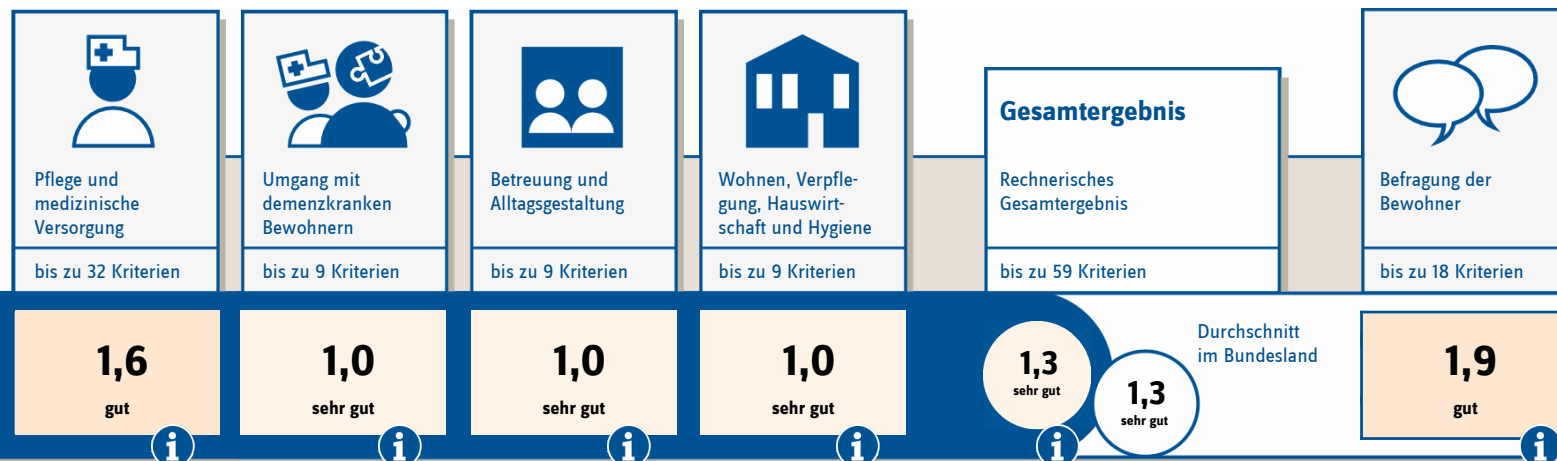 Pflege und
medizinische
Versorgung
bis zu 32 Kriterien
1,6
gut
i
Umgang mit
demenzkranken
Bewohnern
bis zu 9 Kriterien
1,0
sehr gut
i
Betreuung und
Alltagsgestaltung
bis zu 9 Kriterien
1,0
sehr gut
i
Wohnen, Verpfle-
gung, Hauswirt-
schaft und Hygiene
bis zu 9 Kriterien
1,0
sehr gut
i
Gesamtergebnis
Rechnerisches
Gesamtergebnis
bis zu 59 Kriterien
1,3
sehr gut
i
1,3
sehr gut
Durchschnitt
im Bundesland
Befragung der
Bewohner
bis zu 18 Kriterien
1,9
gut
i